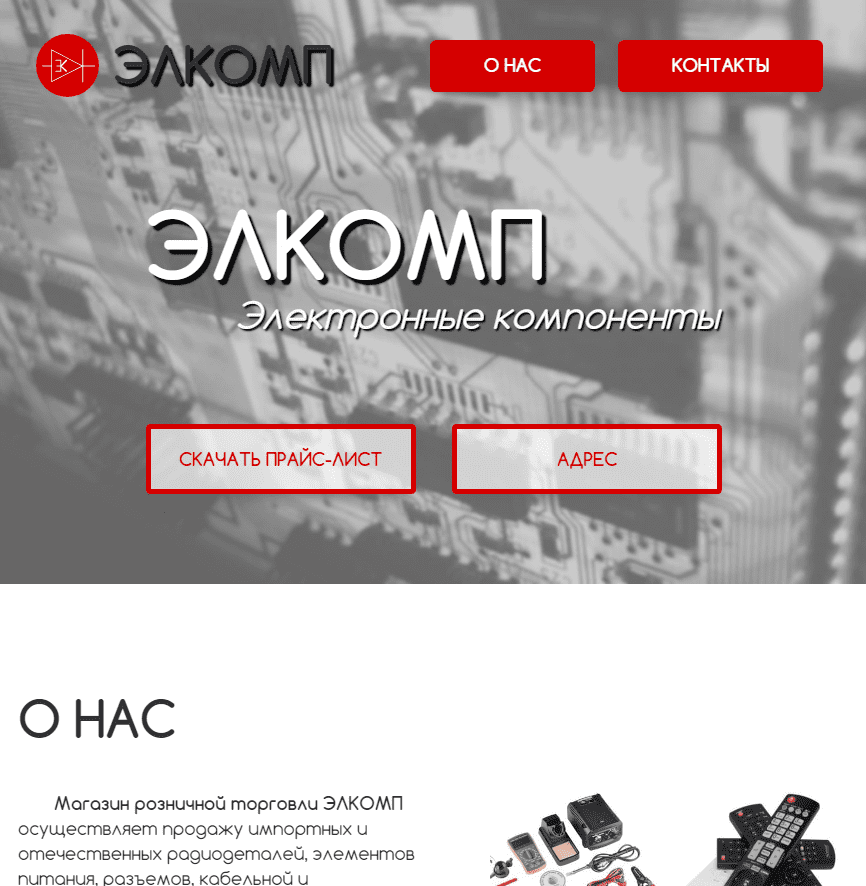 ЭЛКОМП
О НАС
КОНТАКТЫ
ЭЛКОМП
Электронные компоненты
СКАЧАТЬ ПРАЙС-ЛИСТ
АДРЕС
О НАС
Магазин розничной торговли ЭЛКОМП
осуществляет продажу импортных и
отечественных радиодеталей, элементов
питания, разъемов, кабельной и